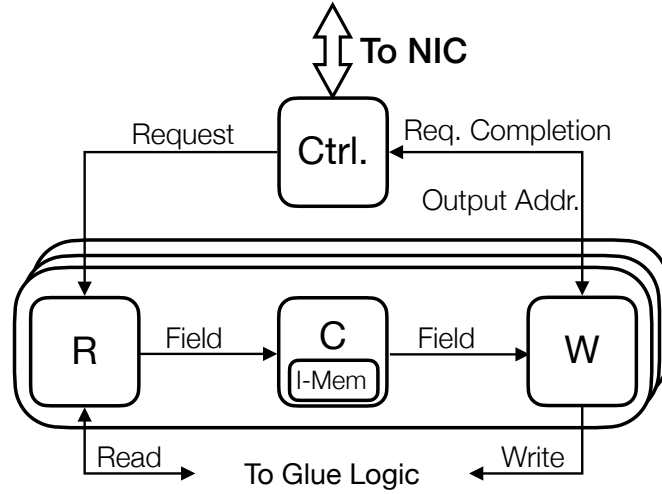 To NIC
Request
Ctrl.
Req. Completion
Output Addr.
R
Field
C
I-Mem
Field
W
Read
To Glue Logic
Write